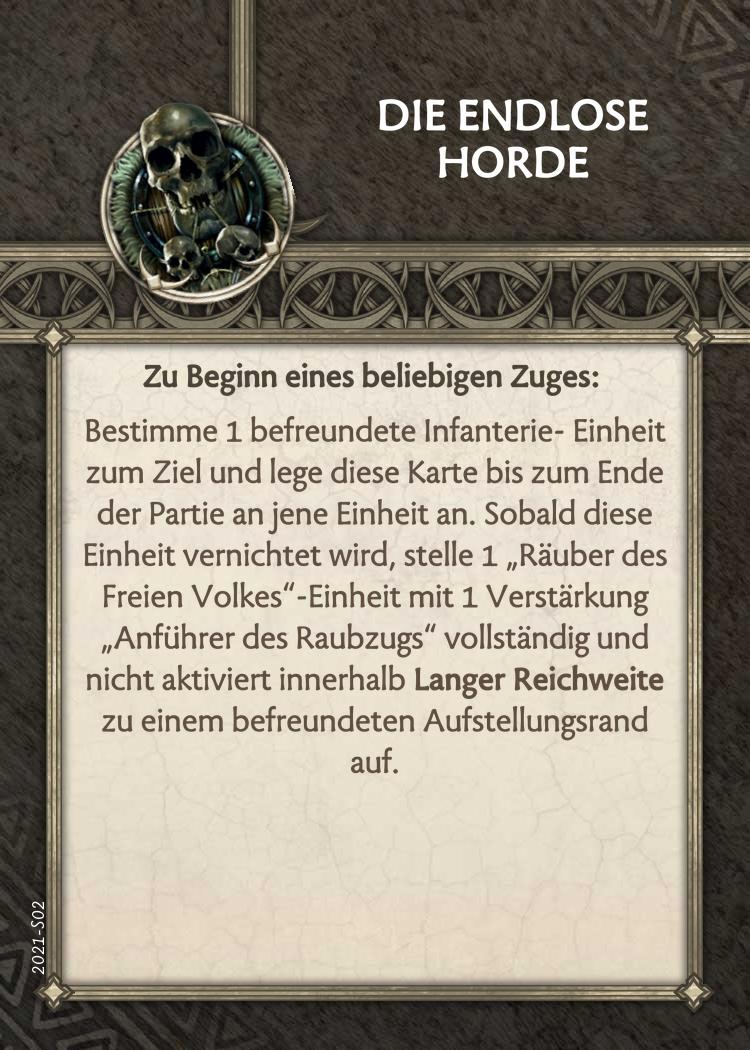 DIE ENDLOSE
HORDE
Zu Beginn eines beliebigen Zuges:
Bestimme 1 befreundete Infanterie- Einheit
zum Ziel und lege diese Karte bis zum Ende
der Partie an jene Einheit an. Sobald diese
Einheit vernichtet wird, stelle 1 „Räuber des
Freien Volkes“-Einheit mit 1 Verstärkung
„Anführer des Raubzugs“ vollständig und
nicht aktiviert innerhalb Langer Reichweite
zu einem befreundeten Aufstellungsrand
auf.
2021-S02